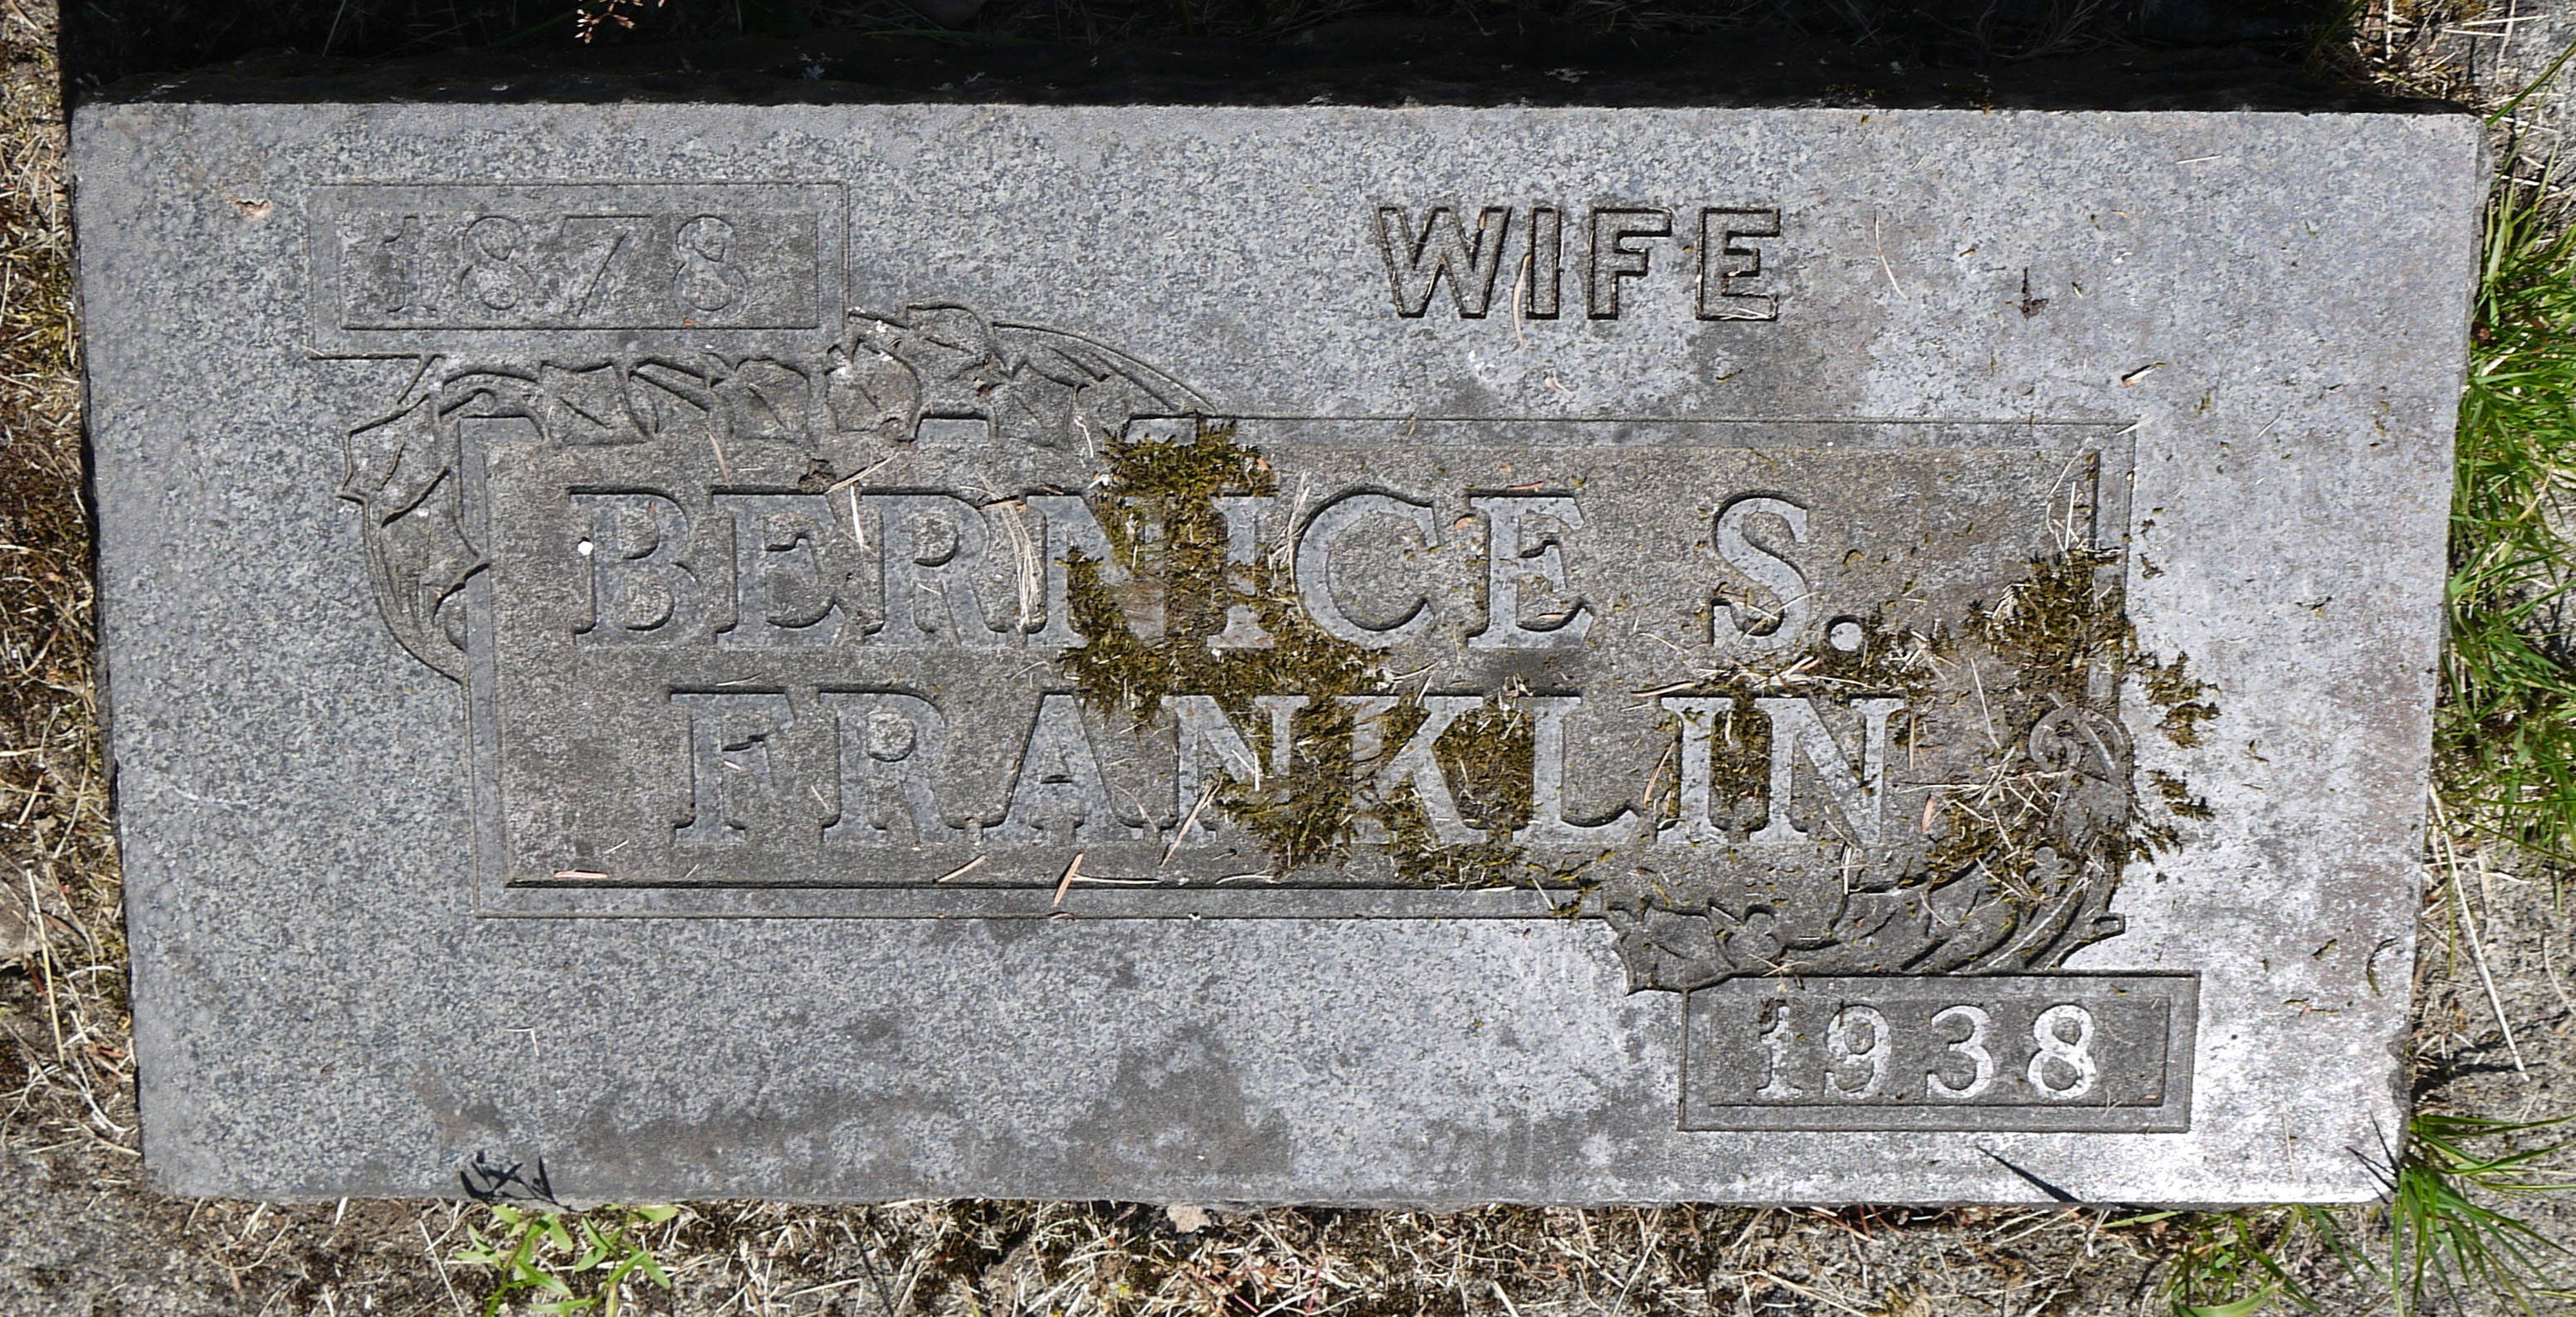 1878
WIFE
BERNICE S.
FRANKLIN
1938